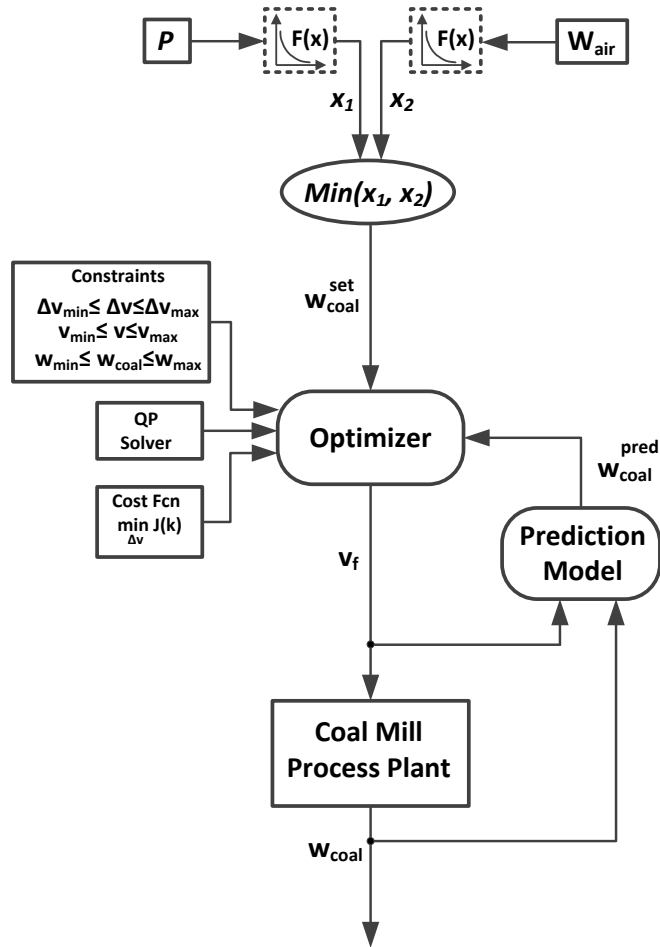 P
F(x)
F(x)
W_air
x_1
x_2
Min(x_1, x_2)
w_coal^set
Constraints
Δv_min≤ Δv≤Δv_max
v_min≤ v≤v_max
w_min≤ w_coal≤w_max
QP
Solver
Optimizer
Cost Fcn
min J(k)
Δv
w_coal^pred
Prediction
Model
v_f
Coal Mill
Process Plant
w_coal